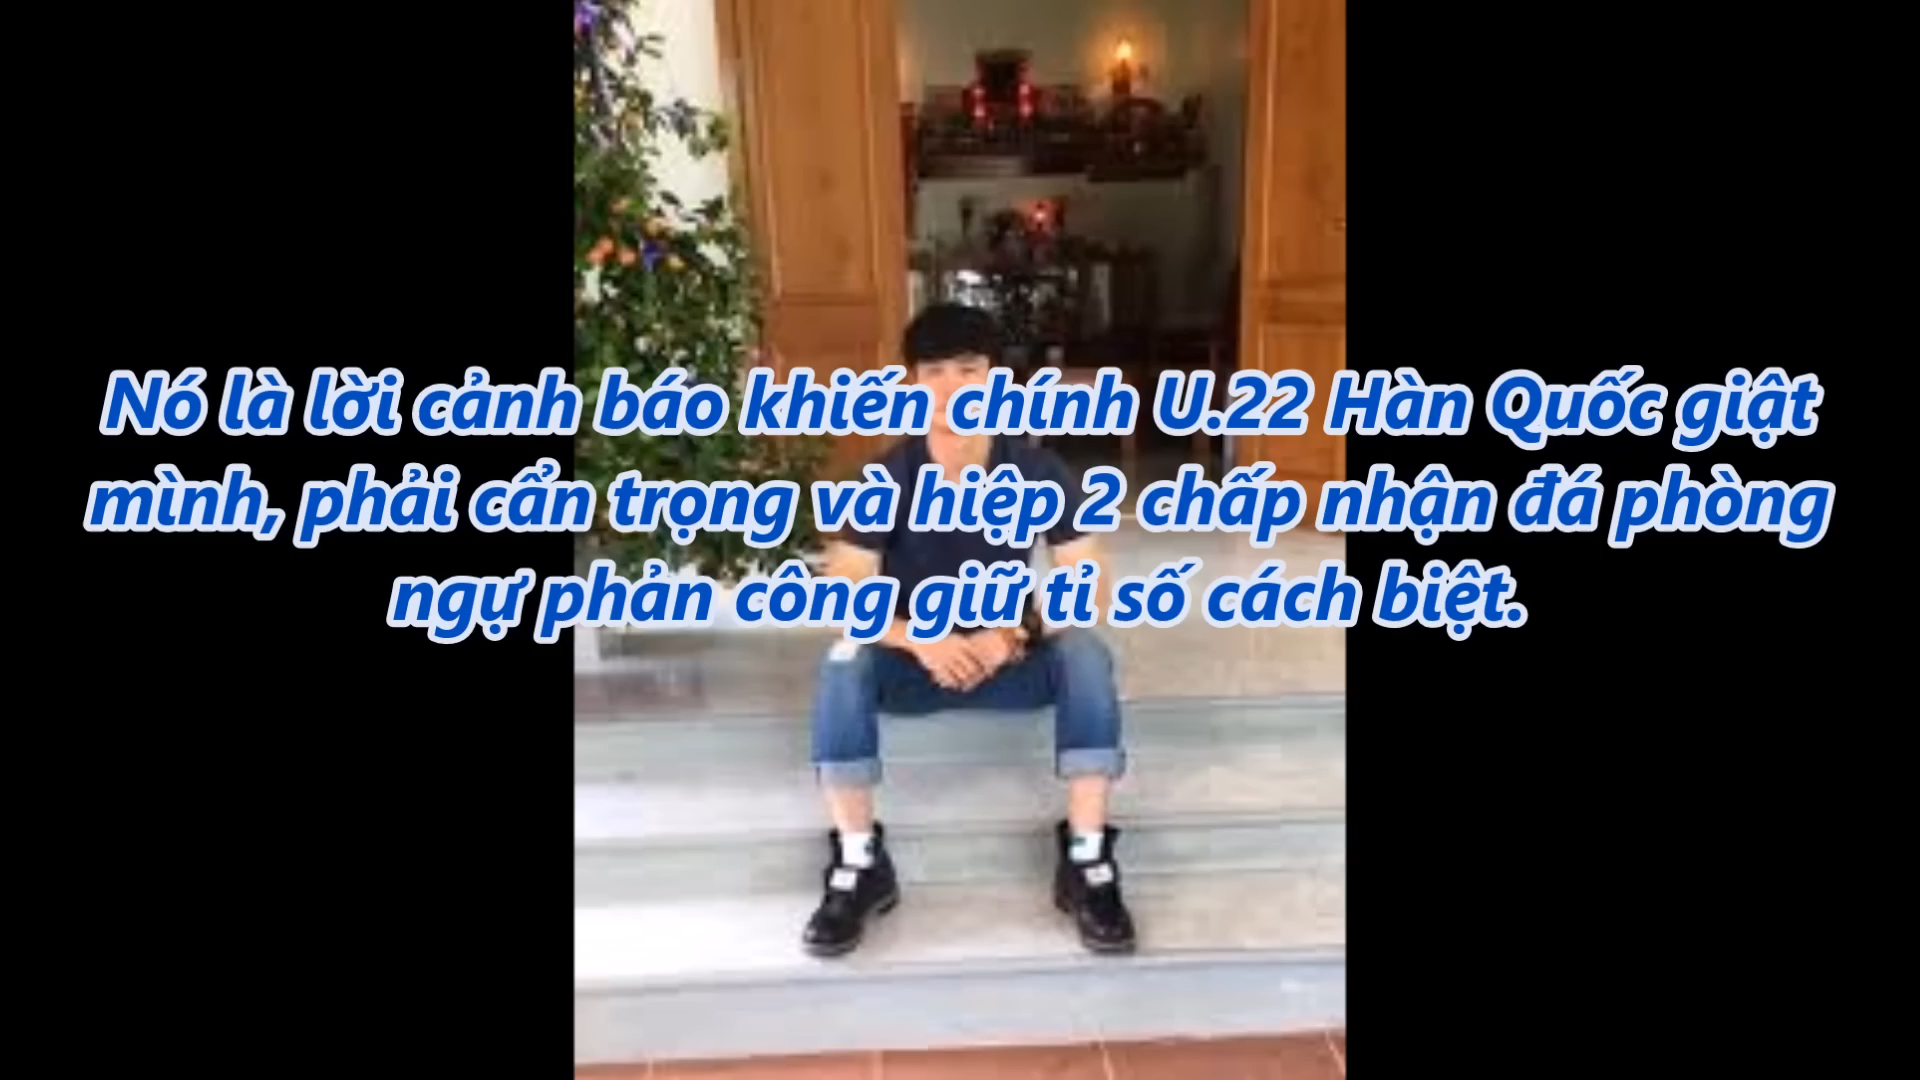 Nó là lời cảnh báo khiến chính U.22 Hàn Quốc giật
mình, phải cẩn trọng và hiệp 2 chấp nhận đá phòng
ngự phản công giữ tỉ số cách biệt.